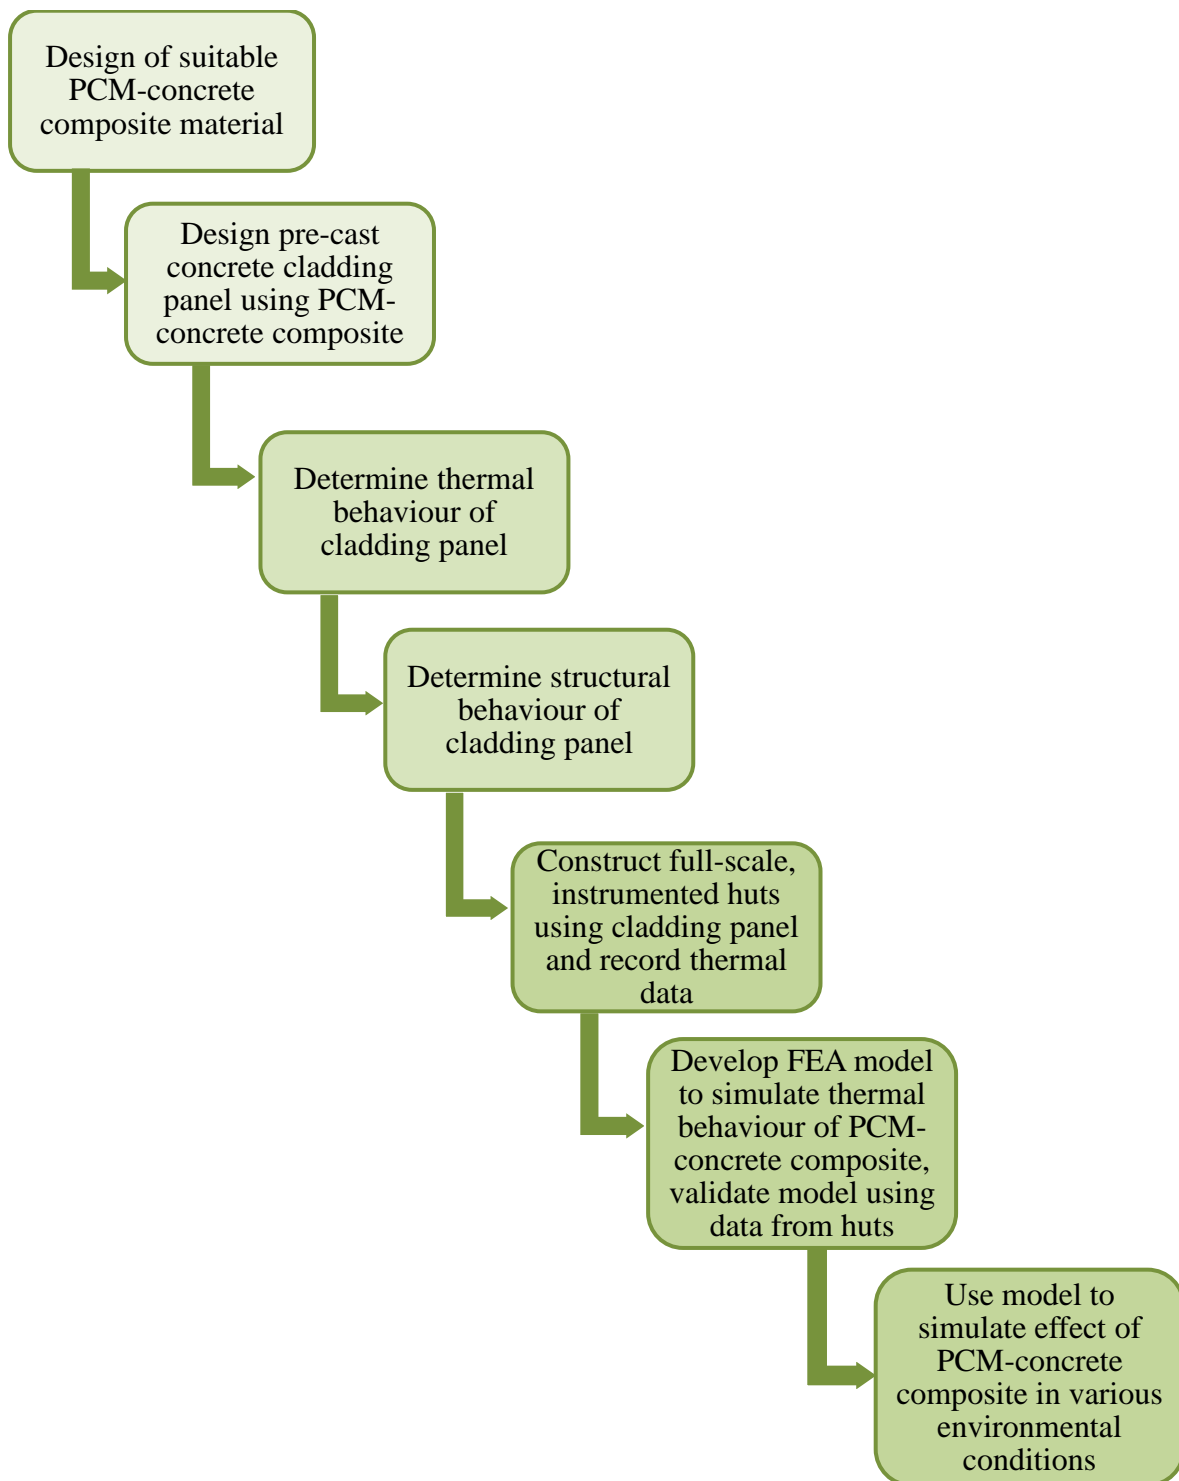 Design of suitable
PCM-concrete
composite material
Design pre-cast
concrete cladding
panel using PCM-
concrete composite
Determine thermal
behaviour of
cladding panel
Determine structural
behaviour of
cladding panel
Construct full-scale,
instrumented huts
using cladding panel
and record thermal
data
Develop FEA model
to simulate thermal
behaviour of PCM-
concrete composite,
validate model using
data from huts
Use model to
simulate effect of
PCM-concrete
composite in various
environmental
conditions